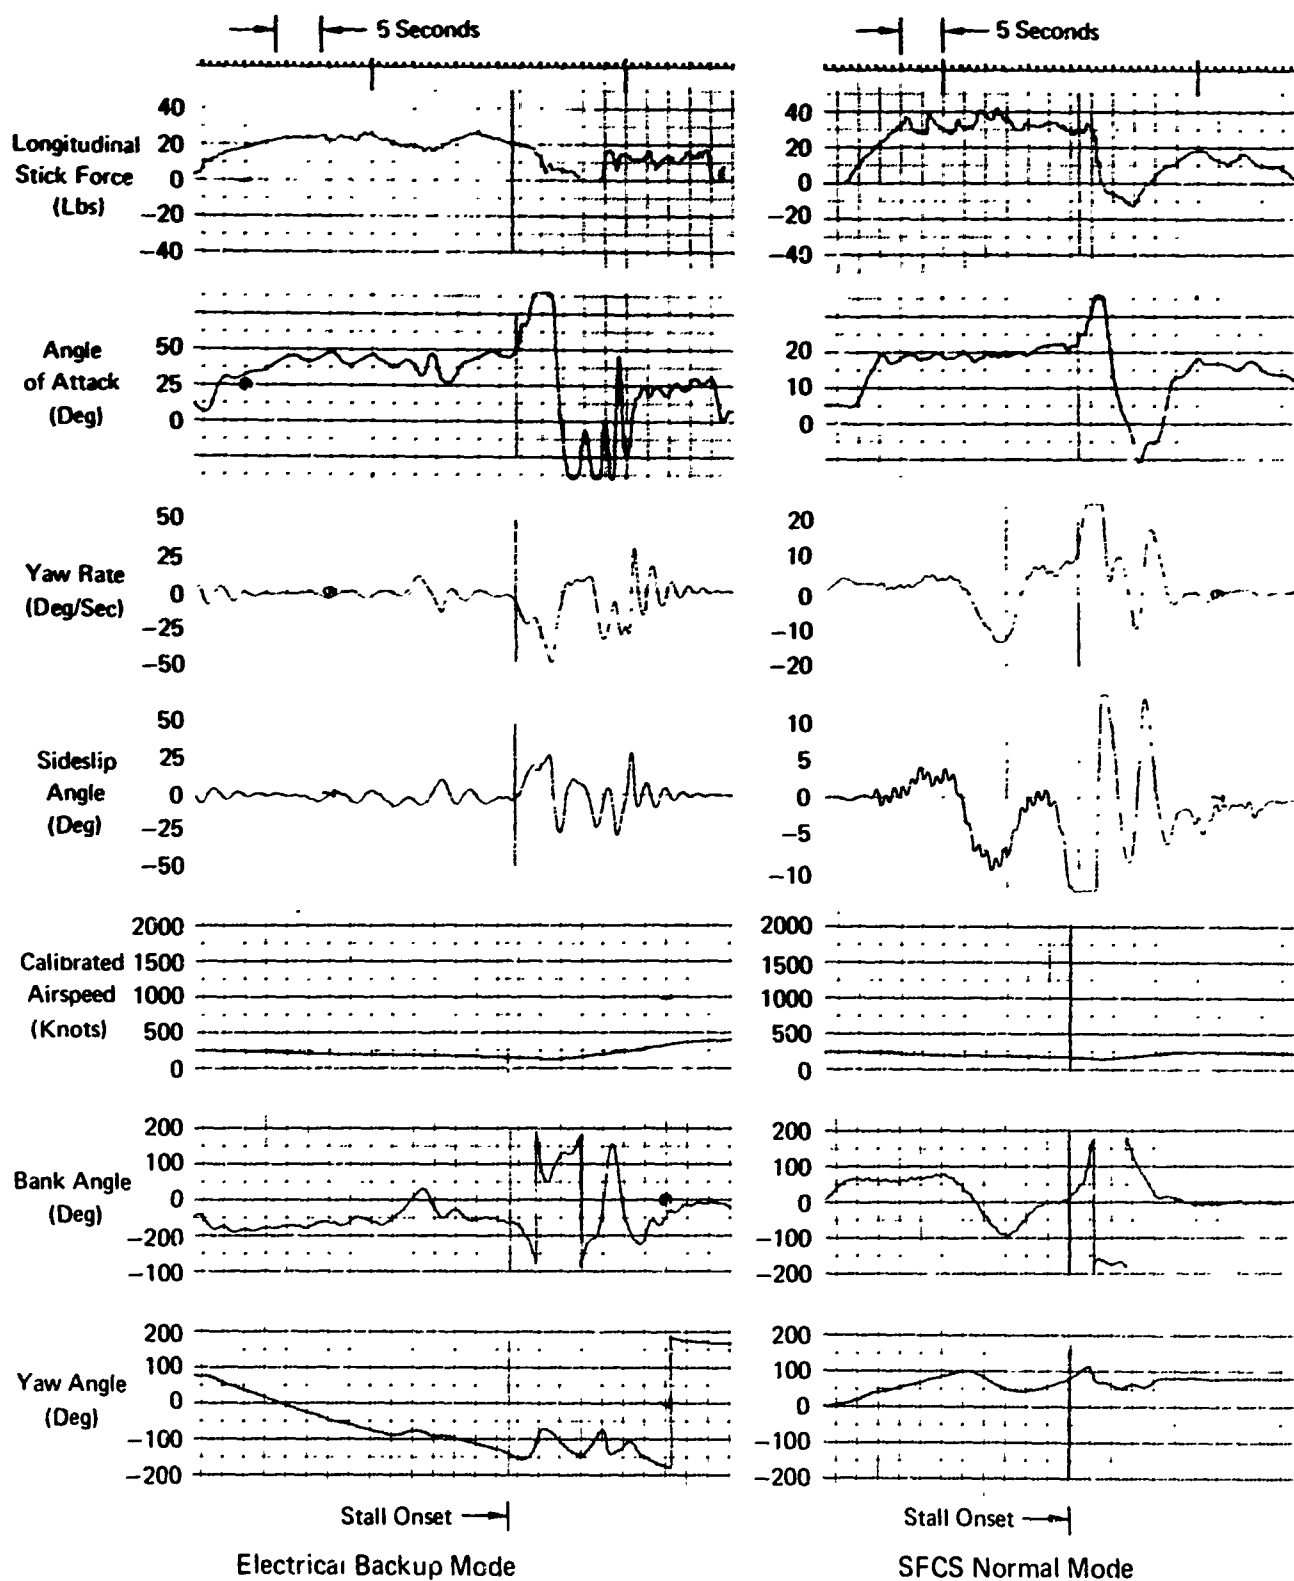 5 Seconds
5 Seconds
Longitudinal
Stick Force
(Lbs)
40
20
0
−20
−40
40
20
0
−20
−40
Angle
of Attack
(Deg)
50
25
0
20
10
0
Yaw Rate
(Deg/Sec)
50
25
0
−25
−50
20
10
0
−10
−20
Sideslip
Angle
(Deg)
50
25
0
−25
−50
10
5
0
−5
−10
Calibrated
Airspeed
(Knots)
2000
1500
1000
500
0
2000
1500
1000
500
0
Bank Angle
(Deg)
200
100
0
−200
−100
200
100
0
−100
−200
Yaw Angle
(Deg)
200
100
0
−100
−200
200
100
0
−100
−200
Stall Onset
Stall Onset
Electrical Backup Mode
SFCS Normal Mode